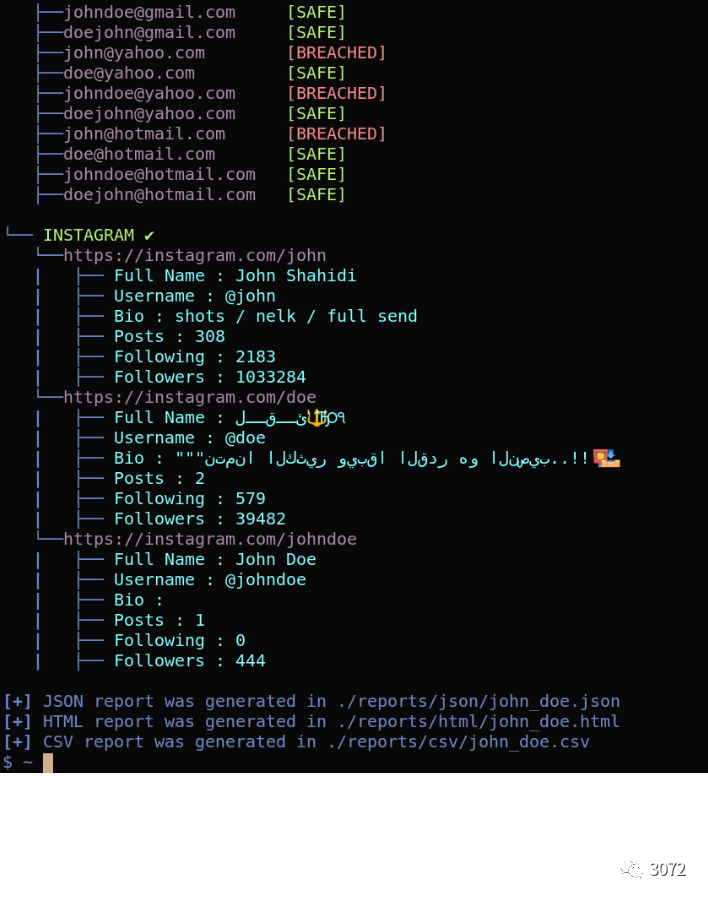 ├──johndoe@gmail.com [SAFE]
├──doejohn@gmail.com [SAFE]
├──john@yahoo.com [BREACHED]
├──doe@yahoo.com [SAFE]
├──johndoe@yahoo.com [BREACHED]
├──doejohn@yahoo.com [SAFE]
├──john@hotmail.com [BREACHED]
├──doe@hotmail.com [SAFE]
├──johndoe@hotmail.com [SAFE]
├──doejohn@hotmail.com [SAFE]
└── INSTAGRAM ✔
└──https://instagram.com/john
| ├── Full Name : John Shahidi
| ├── Username : @john
| ├── Bio : shots / nelk / full send
| ├── Posts : 308
| ├── Following : 2183
| ├── Followers : 1033284
└──https://instagram.com/doe
| ├── Full Name :
| ├── Username : @doe
| ├── Bio : """نتمنا الكثير ويبقا القدر هو النصيب..!!
| ├── Posts : 2
| ├── Following : 579
| ├── Followers : 39482
└──https://instagram.com/johndoe
| ├── Full Name : John Doe
| ├── Username : @johndoe
| ├── Bio :
| ├── Posts : 1
| ├── Following : 0
| ├── Followers : 444
[+] JSON report was generated in ./reports/json/john_doe.json
[+] HTML report was generated in ./reports/html/john_doe.html
[+] CSV report was generated in ./reports/csv/john_doe.csv
$ ~
3072